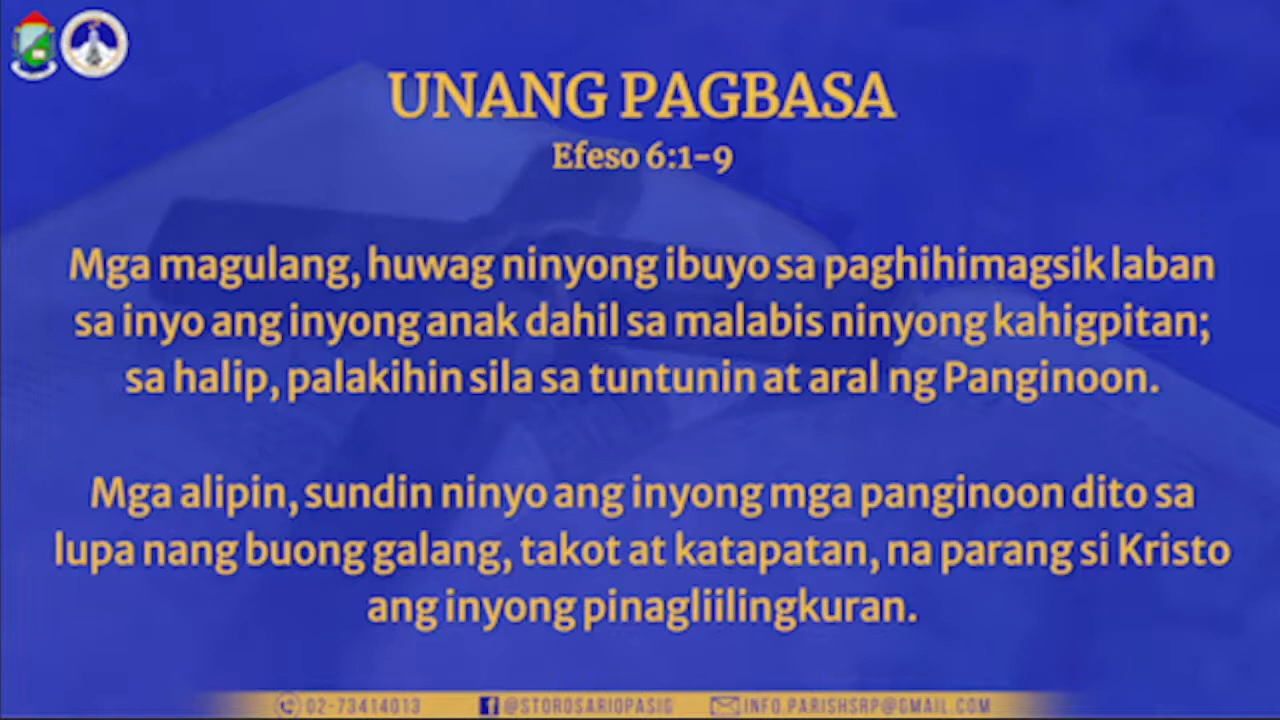 UNANG PAGBASA
Efeso 6:1-9
Mga magulang, huwag ninyong ibuyo sa paghihimagsik laban
sa inyo ang inyong anak dahil sa malabis ninyong kahigpitan;
sa halip, palakihin sila sa tuntunin at aral ng Panginoon.
Mga alipin, sundin ninyo ang inyong mga panginoon dito sa
lupa nang buong galang, takot at katapatan, na parang si Kristo
ang inyong pinagliilingkuran.
02-73414013 @STOROSARIOPASIG INFO.PARISHSRP@GMAIL.COM